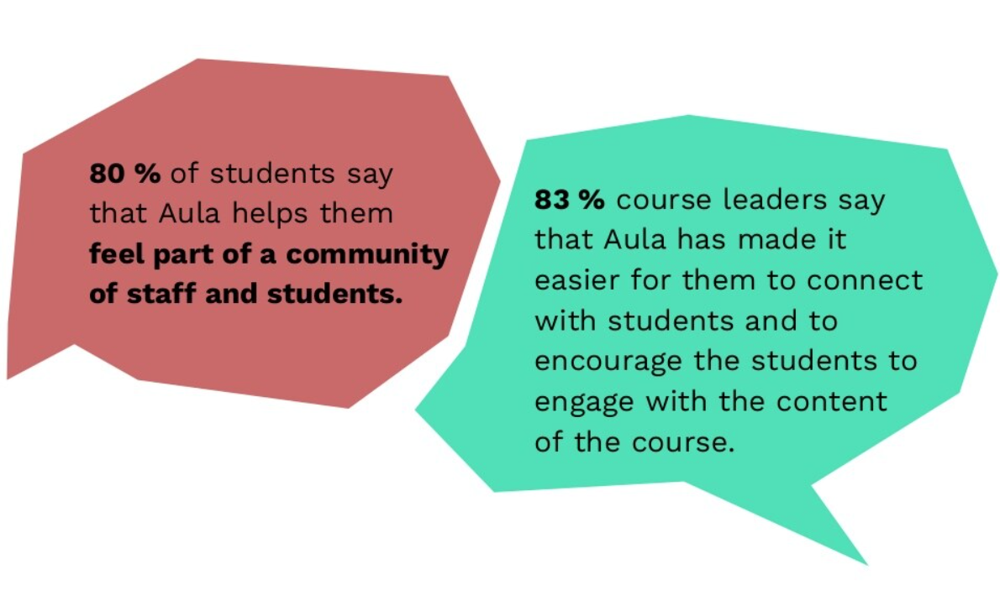 80 % of students say
that Aula helps them
feel part of a community
of staff and students.
83 % course leaders say
that Aula has made it
easier for them to connect
with students and to
encourage the students to
engage with the content
of the course.